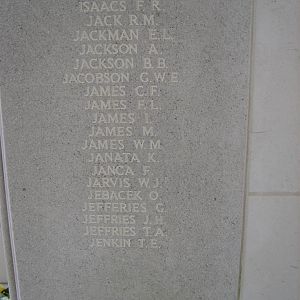 ISAACS F. R.
JACK R.M.
JACKMAN E.L.
JACKSON A.
JACKSON B.B.
JACOBSON G.W.E.
JAMES C.F.
JAMES F.L.
JAMES I.
JAMES M.
JAMES W.M.
JANATA K.
JANCA F.
JARVIS W.J.
JEBACEK O.
JEFFERIES G.
JEFFRIES J.H.
JEFFRIES T.A.
JENKIN T.E.